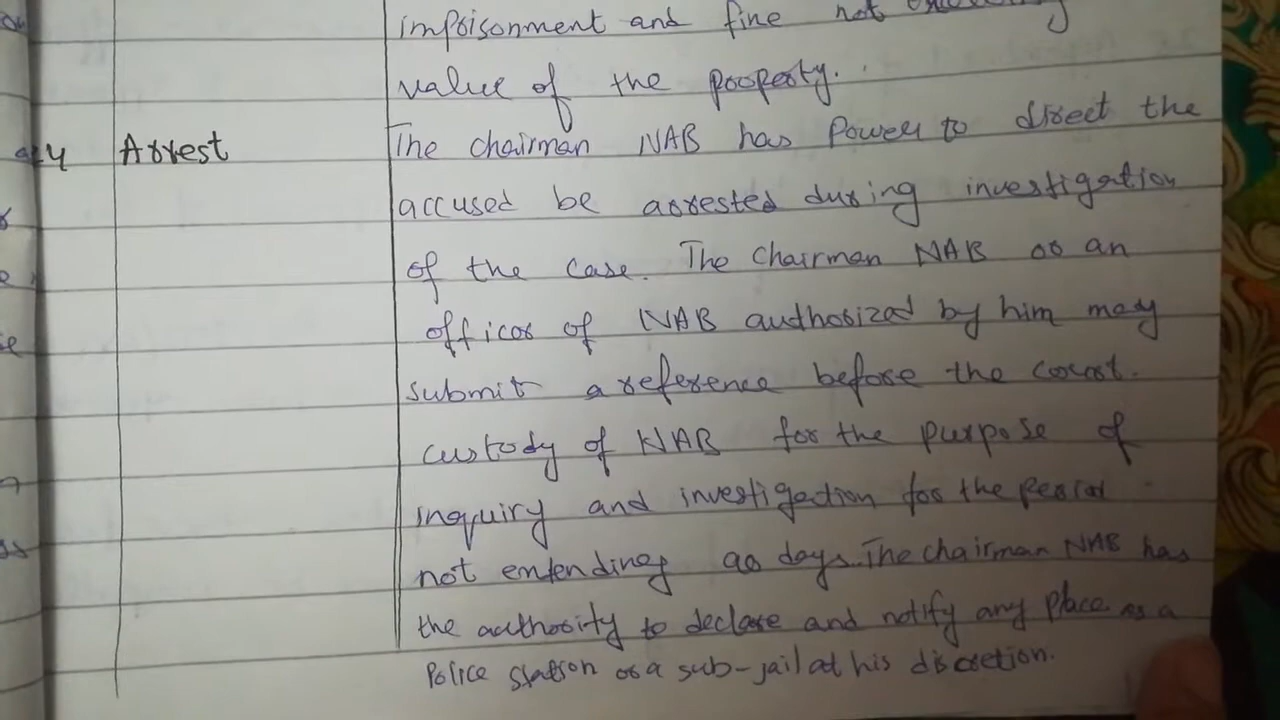 imprisonment and fine not
value of the property.
24 Arrest The chairman NAB has Power to direct the
accused be arrested during investigation
of the case. The Chairman NAB or an
officer of NAB authorized by him may
submit a reference before the court.
custody of NAB for the purpose of
inquiry and investigation for the period
not entending 90 days. The chairman NAB has
the authority to declare and notify any place as a
Police station or a sub-jail at his discretion.